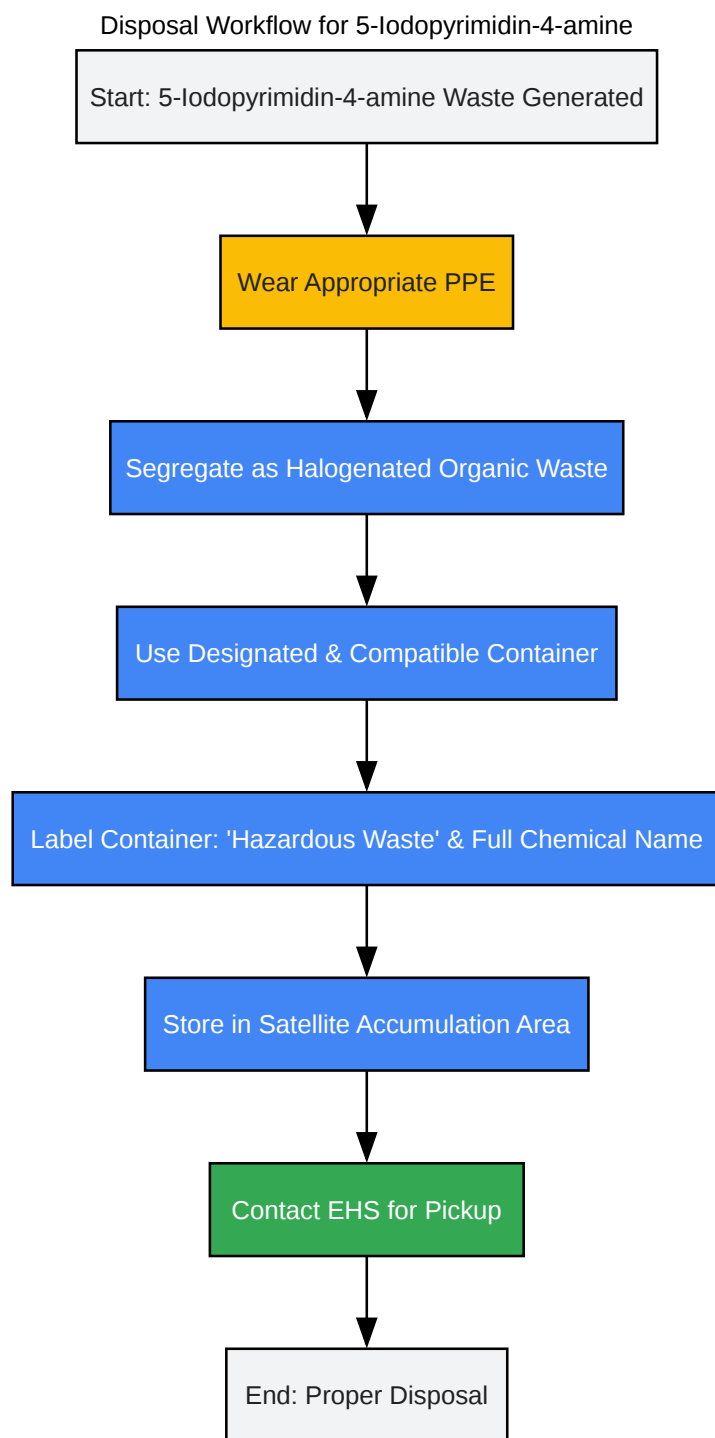 Disposal Workflow for 5-Iodopyrimidin-4-amine
Start: 5-Iodopyrimidin-4-amine Waste Generated
Wear Appropriate PPE
Segregate as Halogenated Organic Waste
Use Designated & Compatible Container
Label Container: 'Hazardous Waste' & Full Chemical Name
Store in Satellite Accumulation Area
Contact EHS for Pickup
End: Proper Disposal